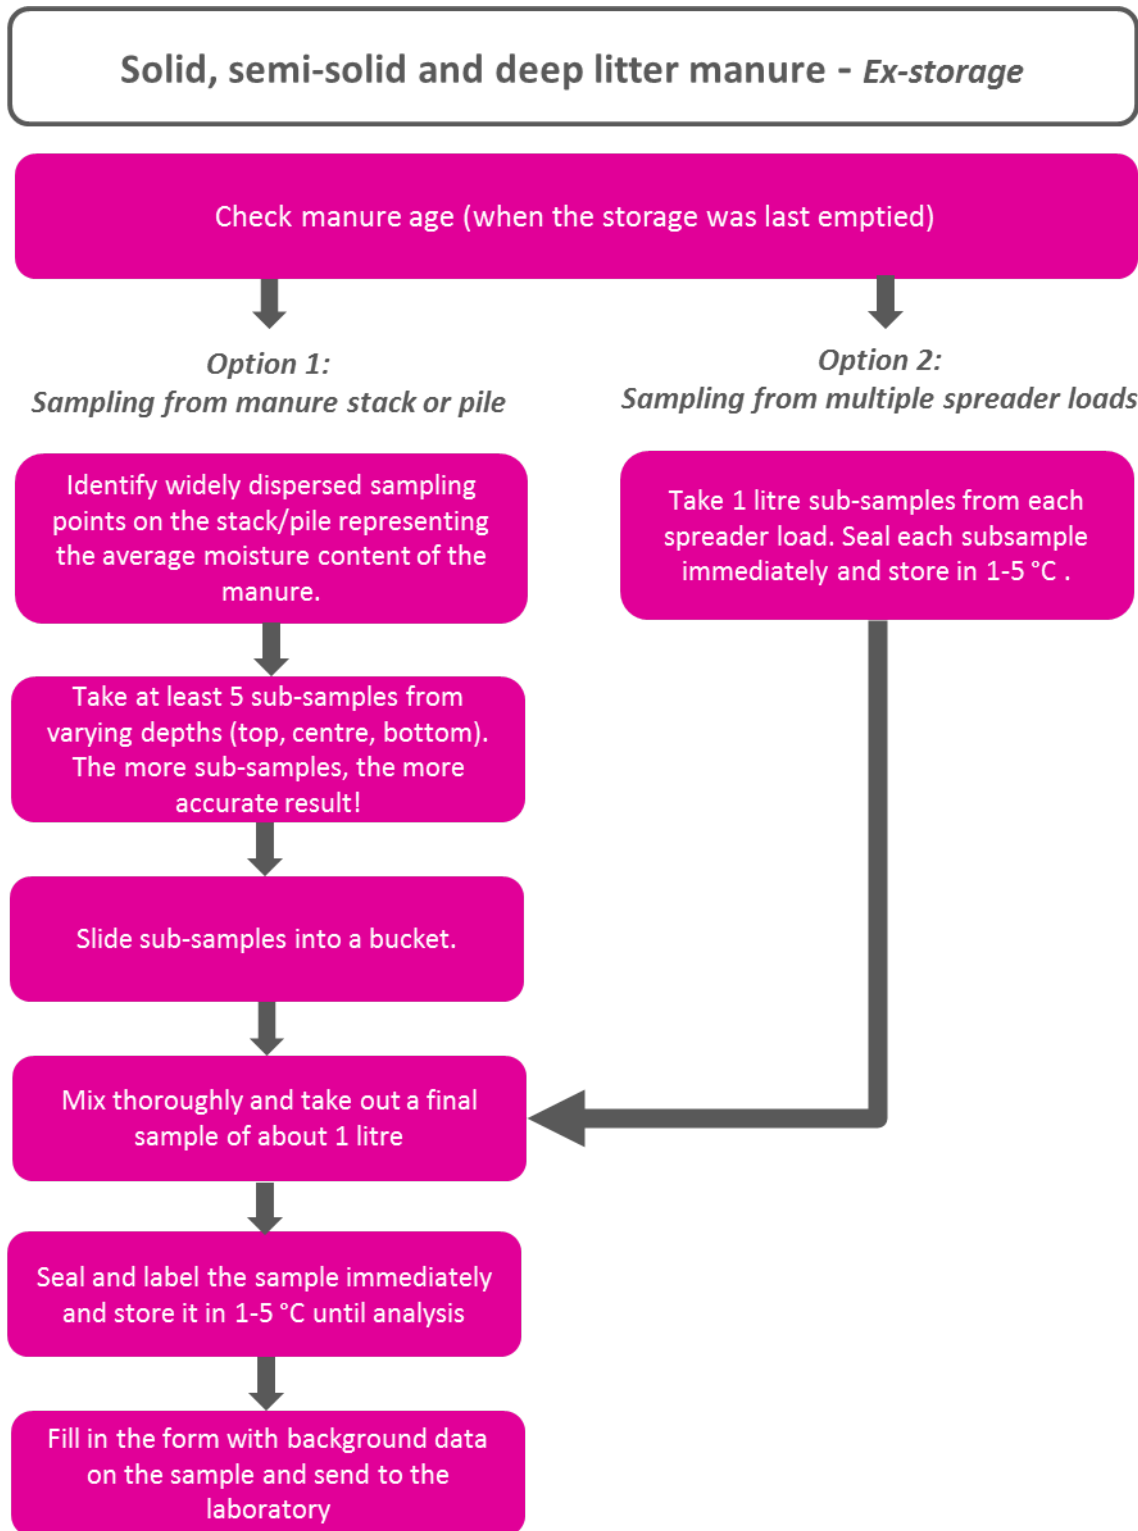 Solid, semi-solid and deep litter manure - Ex-storage
Check manure age (when the storage was last emptied)
Option 1:
Sampling from manure stack or pile
Identify widely dispersed sampling
points on the stack/pile representing
the average moisture content of the
manure.
Take at least 5 sub-samples from
varying depths (top, centre, bottom).
The more sub-samples, the more
accurate result!
Slide sub-samples into a bucket.
Option 2:
Sampling from multiple spreader loads
Take 1 litre sub-samples from each
spreader load. Seal each subsample
immediately and store in 1-5 °C .
Mix thoroughly and take out a final
sample of about 1 litre
Seal and label the sample immediately
and store it in 1-5 °C until analysis
Fill in the form with background data
on the sample and send to the
laboratory